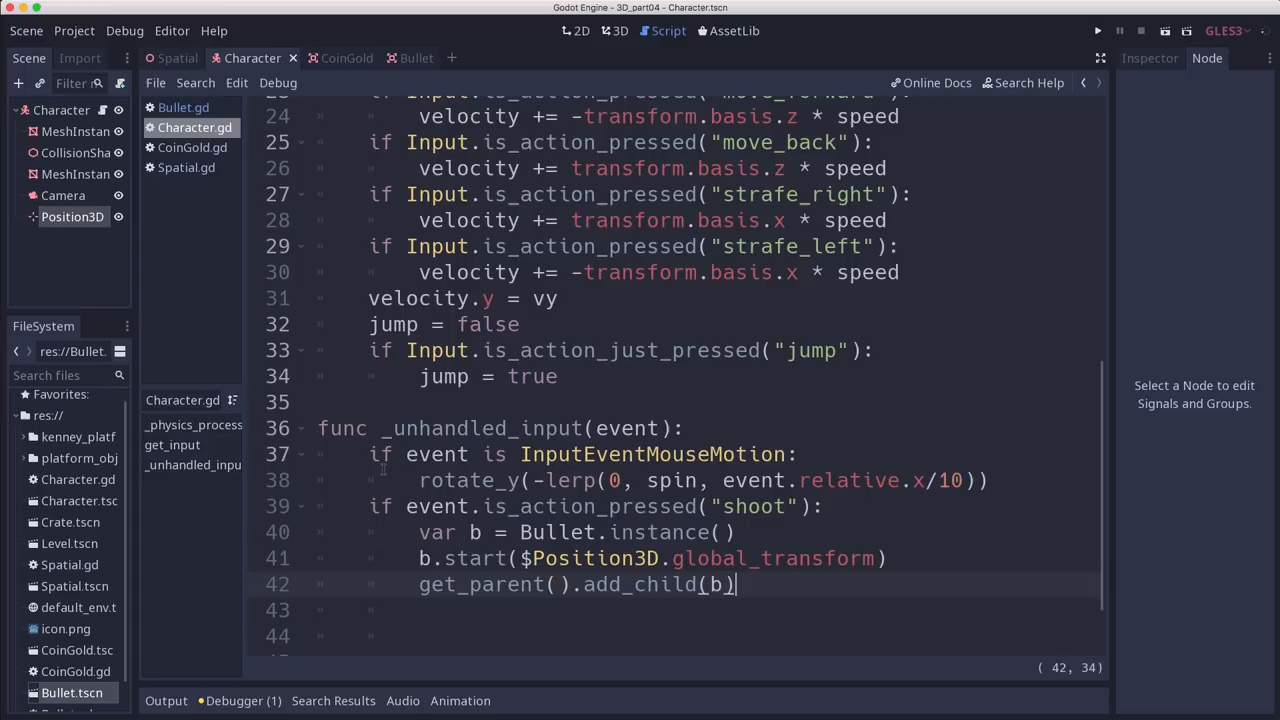 Godot Engine - 3D_part04 - Character.tscn
Scene Project Debug Editor Help
2D 3D Script AssetLib
GLES3
Scene Import
Spatial Character CoinGold Bullet
Inspector Node
Filter
File Search Edit Debug
Online Docs Search Help
Character
MeshInstan
CollisionSha
MeshInstan
Camera
Position3D
Bullet.gd
Character.gd
CoinGold.gd
Spatial.gd
Character.gd
_physics_process
get_input
_unhandled_inpu
FileSystem
res://Bullet.
Search files
Favorites:
res://
kenney_platf
platform_obj
Character.gd
Character.tsc
Crate.tscn
Level.tscn
Spatial.gd
Spatial.tscn
default_env.t
icon.png
CoinGold.tsc
CoinGold.gd
Bullet.tscn
if Input.is_action_pressed("move_forward"):
24 velocity += -transform.basis.z * speed
25 if Input.is_action_pressed("move_back"):
26 velocity += transform.basis.z * speed
27 if Input.is_action_pressed("strafe_right"):
28 velocity += transform.basis.x * speed
29 if Input.is_action_pressed("strafe_left"):
30 velocity += -transform.basis.x * speed
31 velocity.y = vy
32 jump = false
33 if Input.is_action_just_pressed("jump"):
34 jump = true
35
36 func _unhandled_input(event):
37 if event is InputEventMouseMotion:
38 rotate_y(-lerp(0, spin, event.relative.x/10))
39 if event.is_action_pressed("shoot"):
40 var b = Bullet.instance()
41 b.start($Position3D.global_transform)
42 get_parent().add_child(b)
43
44
( 42, 34)
Select a Node to edit
Signals and Groups.
Output Debugger (1) Search Results Audio Animation